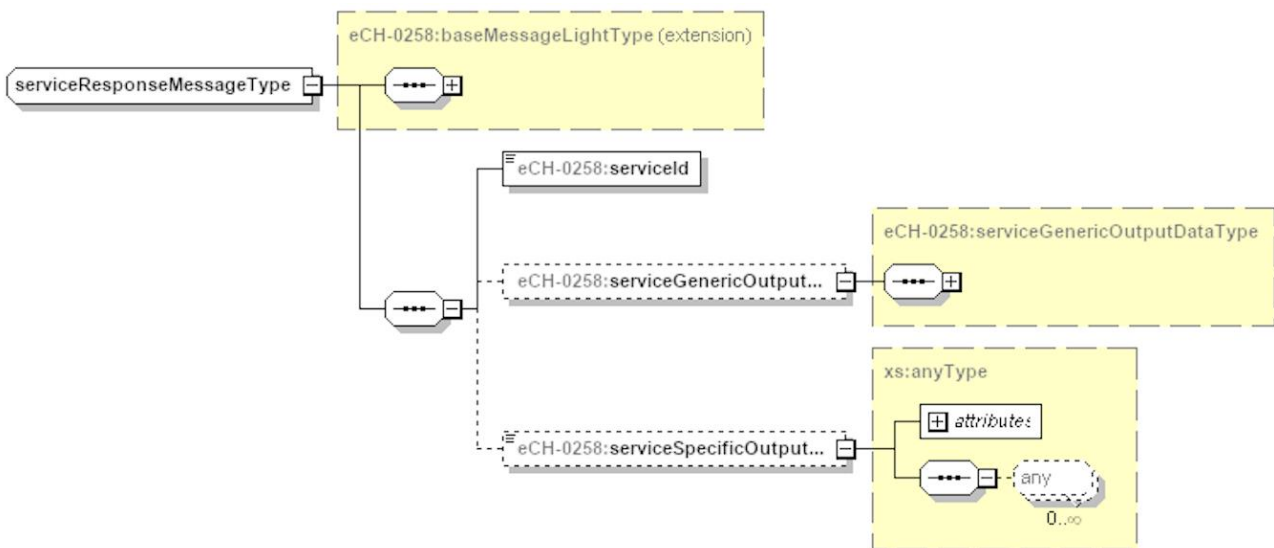 eCH-0258:baseMessageLightType (extension)
serviceResponseMessageType
eCH-0258:serviceId
eCH-0258:serviceGenericOutputDataType
eCH-0258:serviceGenericOutput...
xs:anyType
attributes
eCH-0258:serviceSpecificOutput...
any
0..∞